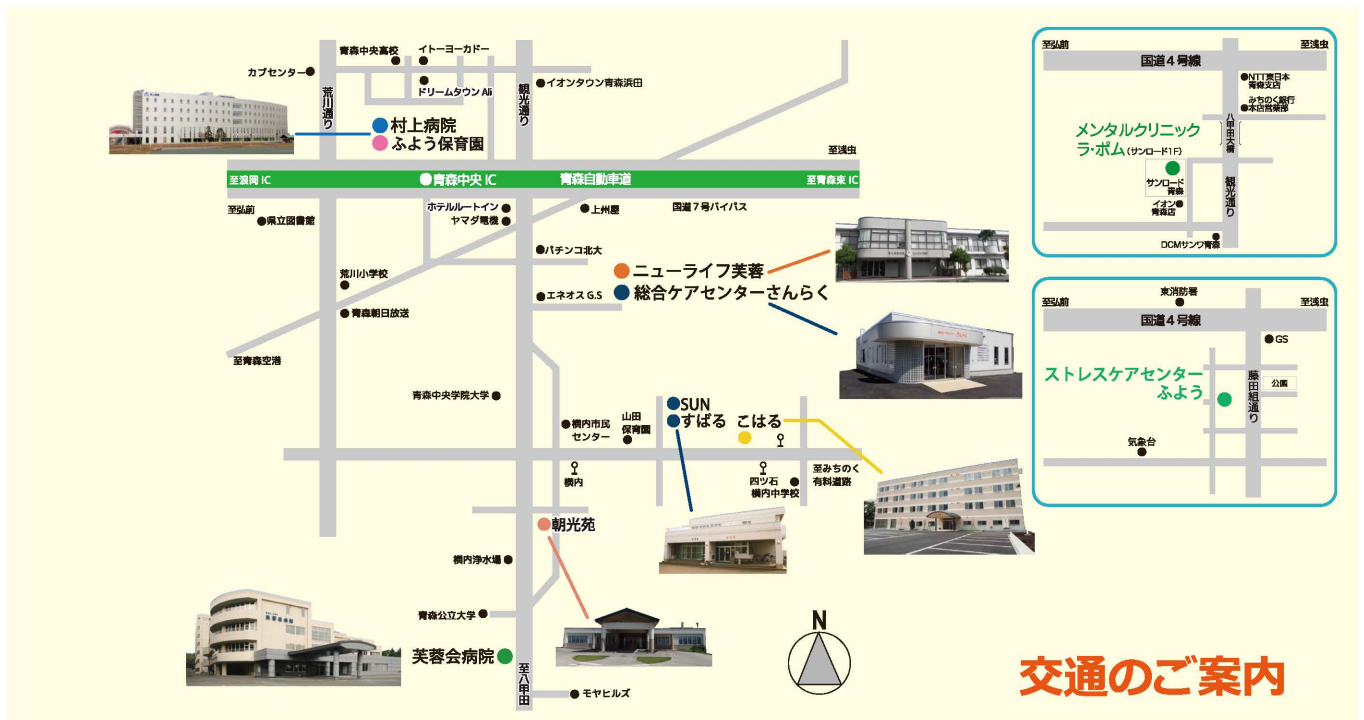 青森中央高校
イトーヨーカドー
カブセンター
ドリームタウン Ali
イオンタウン青森浜田
荒川通り
観光通り
村上病院
ふよう保育園
至浅虫
至浪岡 IC
青森中央 IC
青森自動車道
至青森東 IC
至弘前
県立図書館
ホテルルートイン
ヤマダ電機
上州屋
国道7号バイパス
パチンコ北大
荒川小学校
ニューライフ芙蓉
総合ケアセンターさんらく
エネオス G.S
青森朝日放送
至青森空港
青森中央学院大学
横内市民
センター
山田
保育園
SUN
すばる
こはる
横内
四ツ石
横内中学校
至みちのく
有料道路
朝光苑
横内浄水場
青森公立大学
芙蓉会病院
至八甲田
モヤヒルズ
N
交通のご案内
至弘前
至浅虫
国道4号線
NTT東日本
青森支店
みちのく銀行
本店営業部
八甲田大橋
メンタルクリニック
ラ・ポム(サンロード1F)
サンロード
青森
イオン
青森店
観光通り
DCMサンワ青森
東消防署
至弘前
至浅虫
国道4号線
GS
ストレスケアセンター
ふよう
藤田組通り
公園
気象台